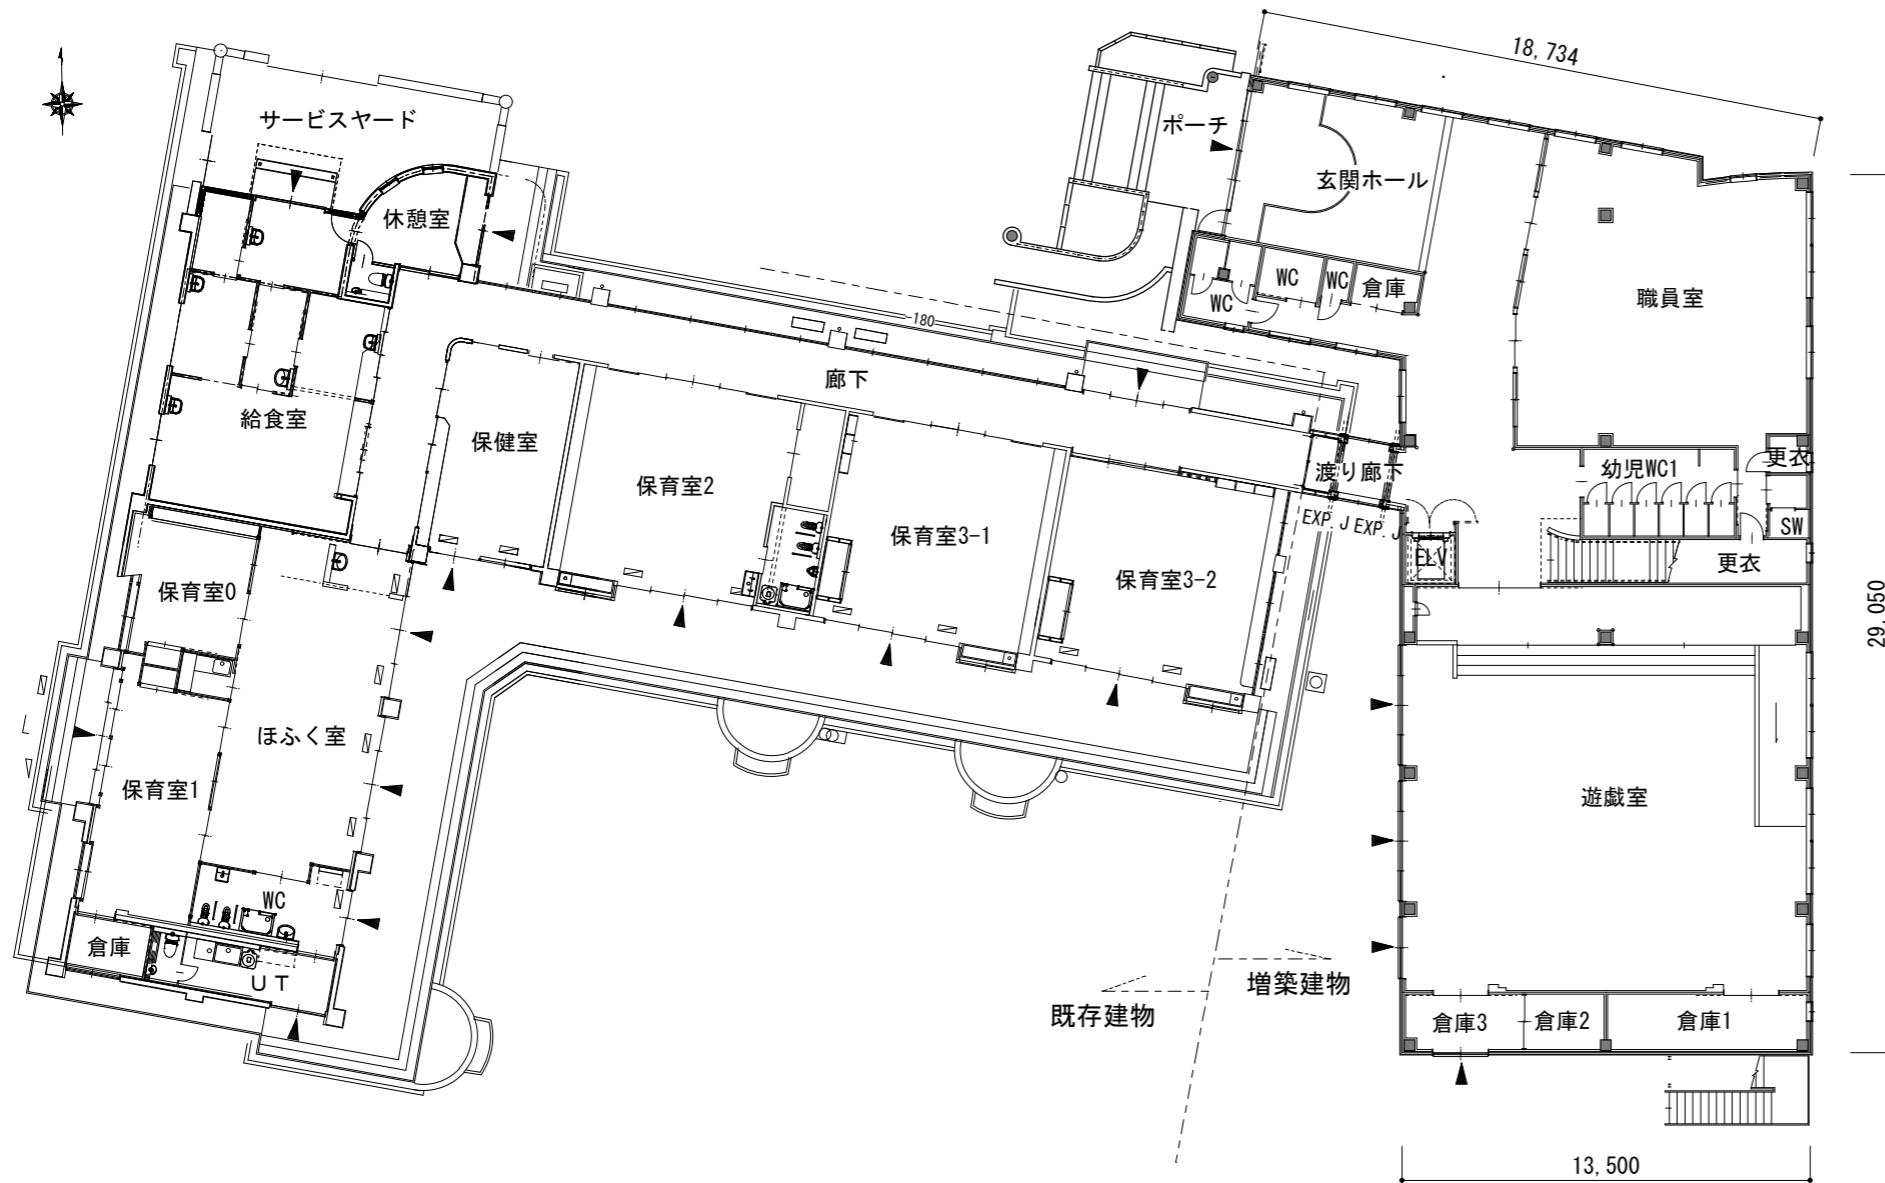 18,734
サービスヤード
ポーチ
玄関ホール
休憩室
WC
WC
WC
倉庫
職員室
180
廊下
給食室
保健室
保育室2
渡り廊下
幼児WC1
更衣
EXP. J
EXP. J
SW
保育室3-1
ELV
更衣
保育室3-2
保育室0
29,050
ほふく室
保育室1
遊戯室
WC
倉庫
UT
増築建物
既存建物
倉庫3
倉庫2
倉庫1
13,500